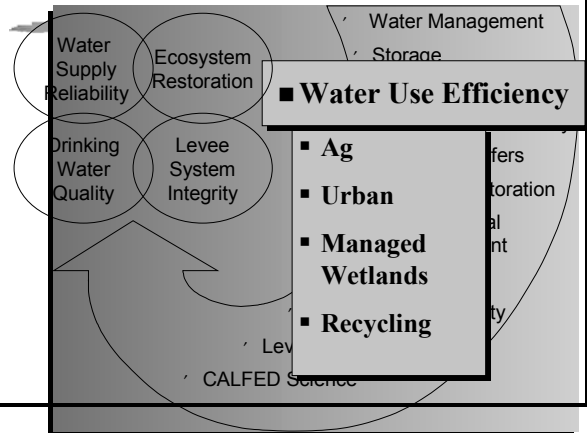 Water
Supply
Reliability
Ecosystem
Restoration
Drinking
Water
Quality
Levee
System
Integrity
Water Management
Storage
■ Water Use Efficiency
▪ Ag
▪ Urban
▪ Managed
Wetlands
▪ Recycling
CALFED Science